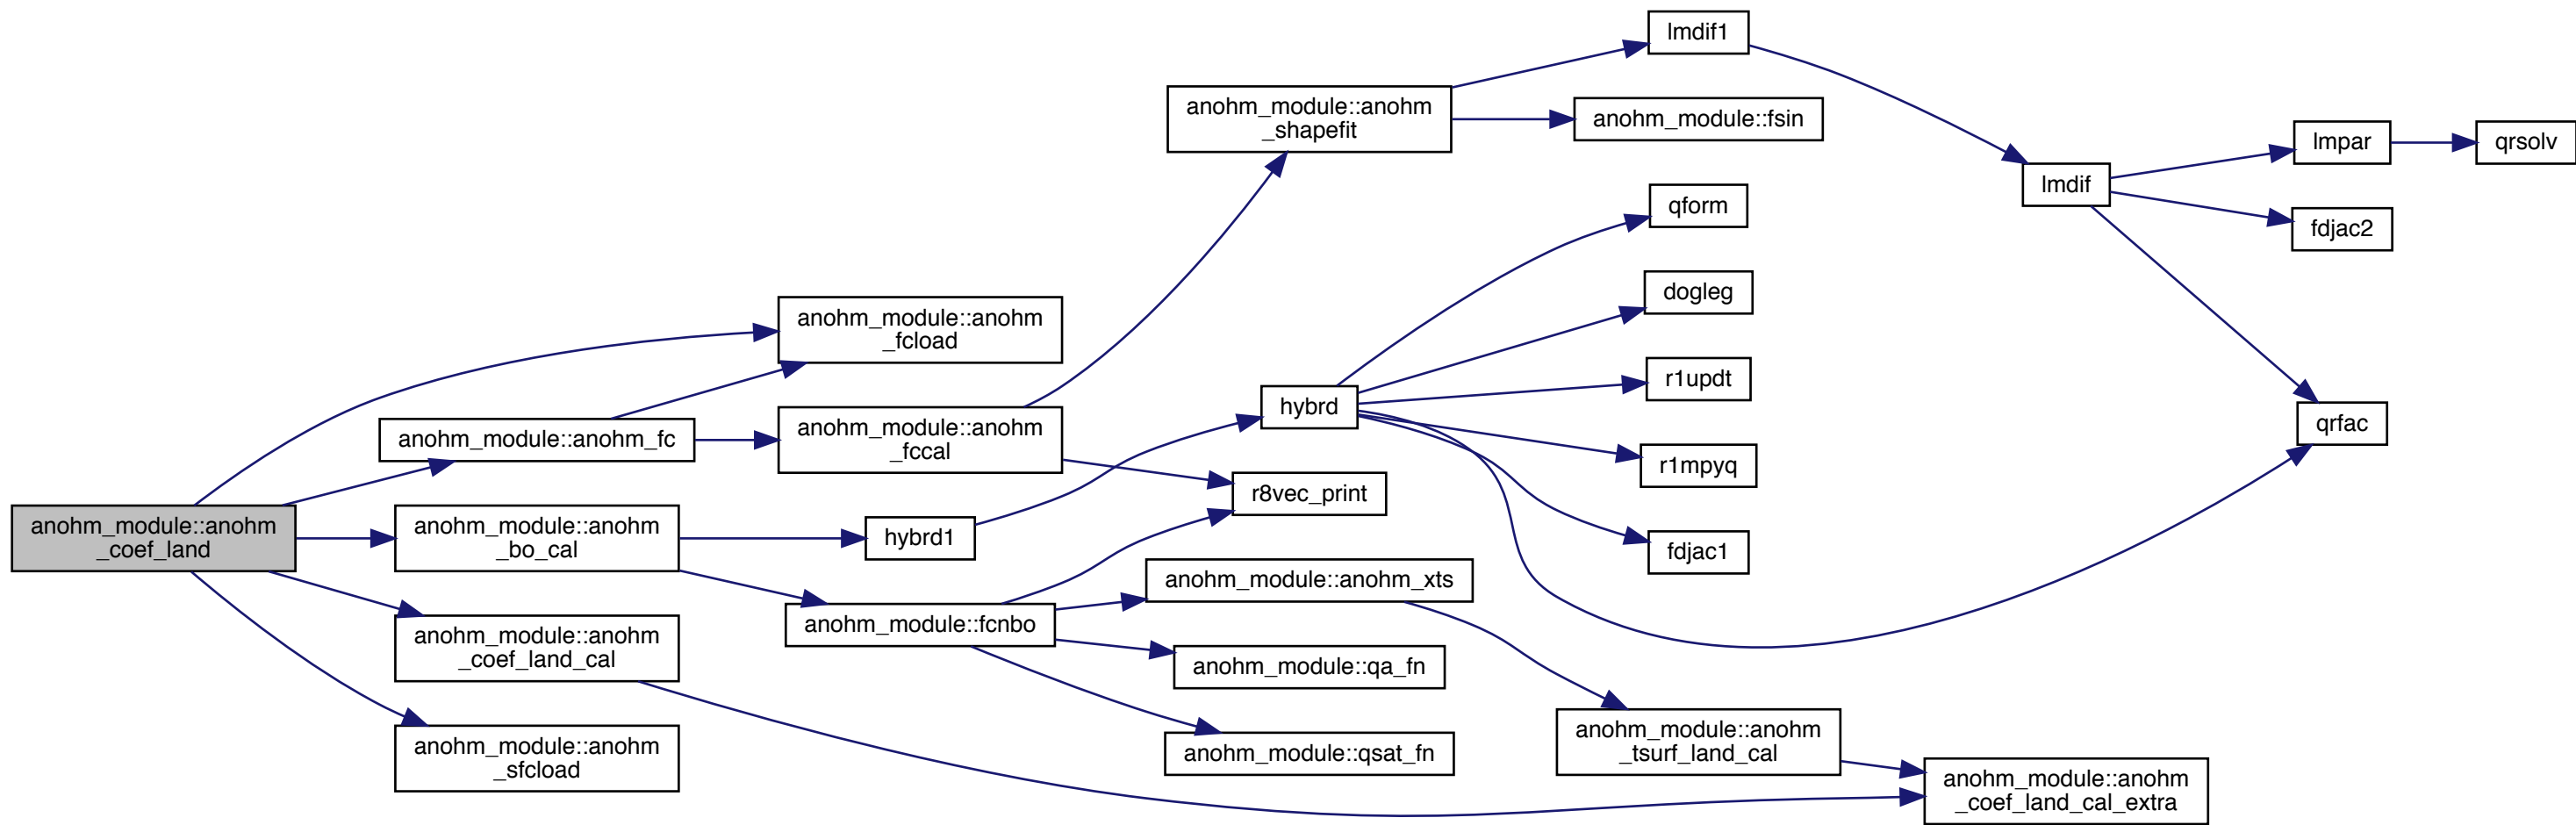 anohm_module::anohm
_coef_land
anohm_module::anohm
_fcload
anohm_module::anohm_fc
anohm_module::anohm
_bo_cal
anohm_module::anohm
_coef_land_cal
anohm_module::anohm
_sfcload
anohm_module::anohm
_fccal
hybrd1
anohm_module::fcnbo
anohm_module::anohm
_shapefit
hybrd
r8vec_print
anohm_module::anohm_xts
anohm_module::qa_fn
anohm_module::qsat_fn
lmdif1
anohm_module::fsin
qform
dogleg
r1updt
r1mpyq
fdjac1
anohm_module::anohm
_tsurf_land_cal
lmdif
anohm_module::anohm
_coef_land_cal_extra
lmpar
fdjac2
qrfac
qrsolv